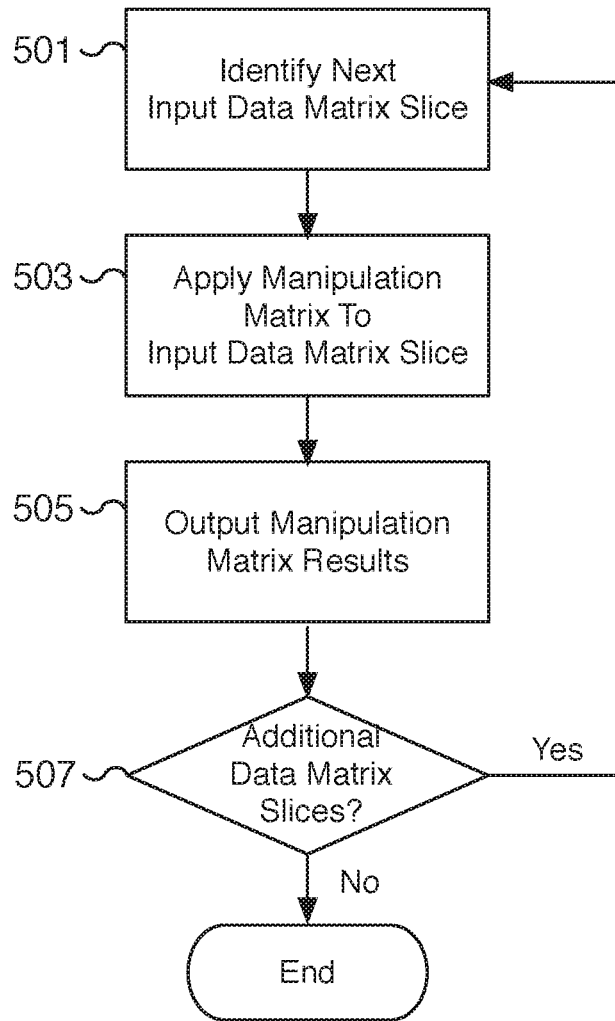 501
Identify Next
Input Data Matrix Slice
503
Apply Manipulation
Matrix To
Input Data Matrix Slice
505
Output Manipulation
Matrix Results
507
Additional
Data Matrix
Slices?
Yes
No
End